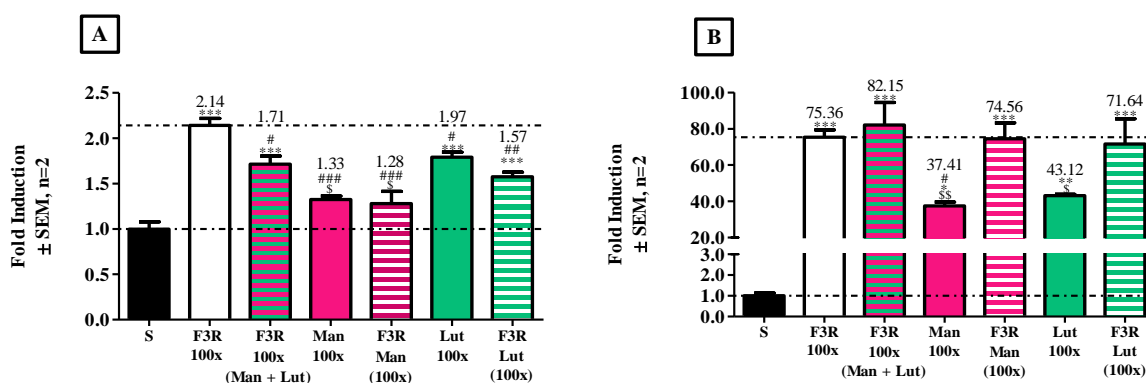 A
Fold Induction
± SEM, n=2
2.5
2.0
1.5
1.0
0.5
0.0
2.14
***
1.71
#
***
1.33
###
$
1.28
###
$
1.97
#
***
1.57
##
***
S
F3R
100x
F3R
100x
(Man + Lut)
Man
100x
F3R
Man
(100x)
Lut
100x
F3R
Lut
(100x)
B
Fold Induction
± SEM, n=2
100.0
80.0
60.0
40.0
20.0
3.0
2.0
1.0
0.0
75.36
***
82.15
***
37.41
#
*
$$
74.56
***
43.12
**
$
71.64
***
S
F3R
100x
F3R
100x
(Man + Lut)
Man
100x
F3R
Man
(100x)
Lut
100x
F3R
Lut
(100x)